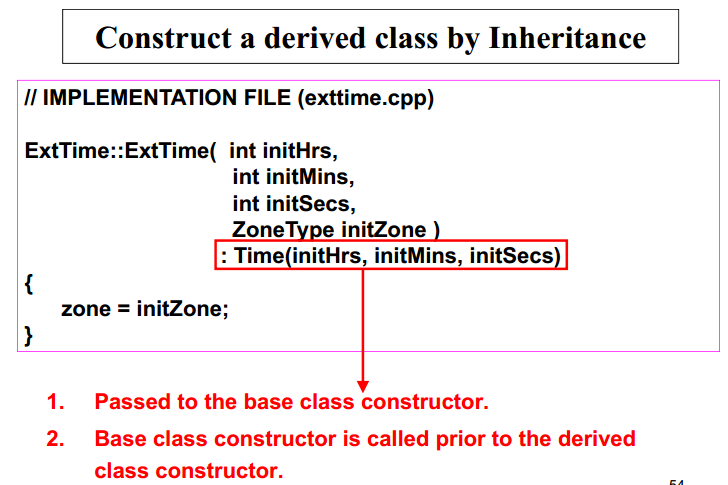 Construct a derived class by Inheritance
// IMPLEMENTATION FILE (exttime.cpp)
ExtTime::ExtTime( int initHrs,
int initMins,
int initSecs,
ZoneType initZone )
: Time(initHrs, initMins, initSecs)
{
zone = initZone;
}
1. Passed to the base class constructor.
2. Base class constructor is called prior to the derived
class constructor.
54